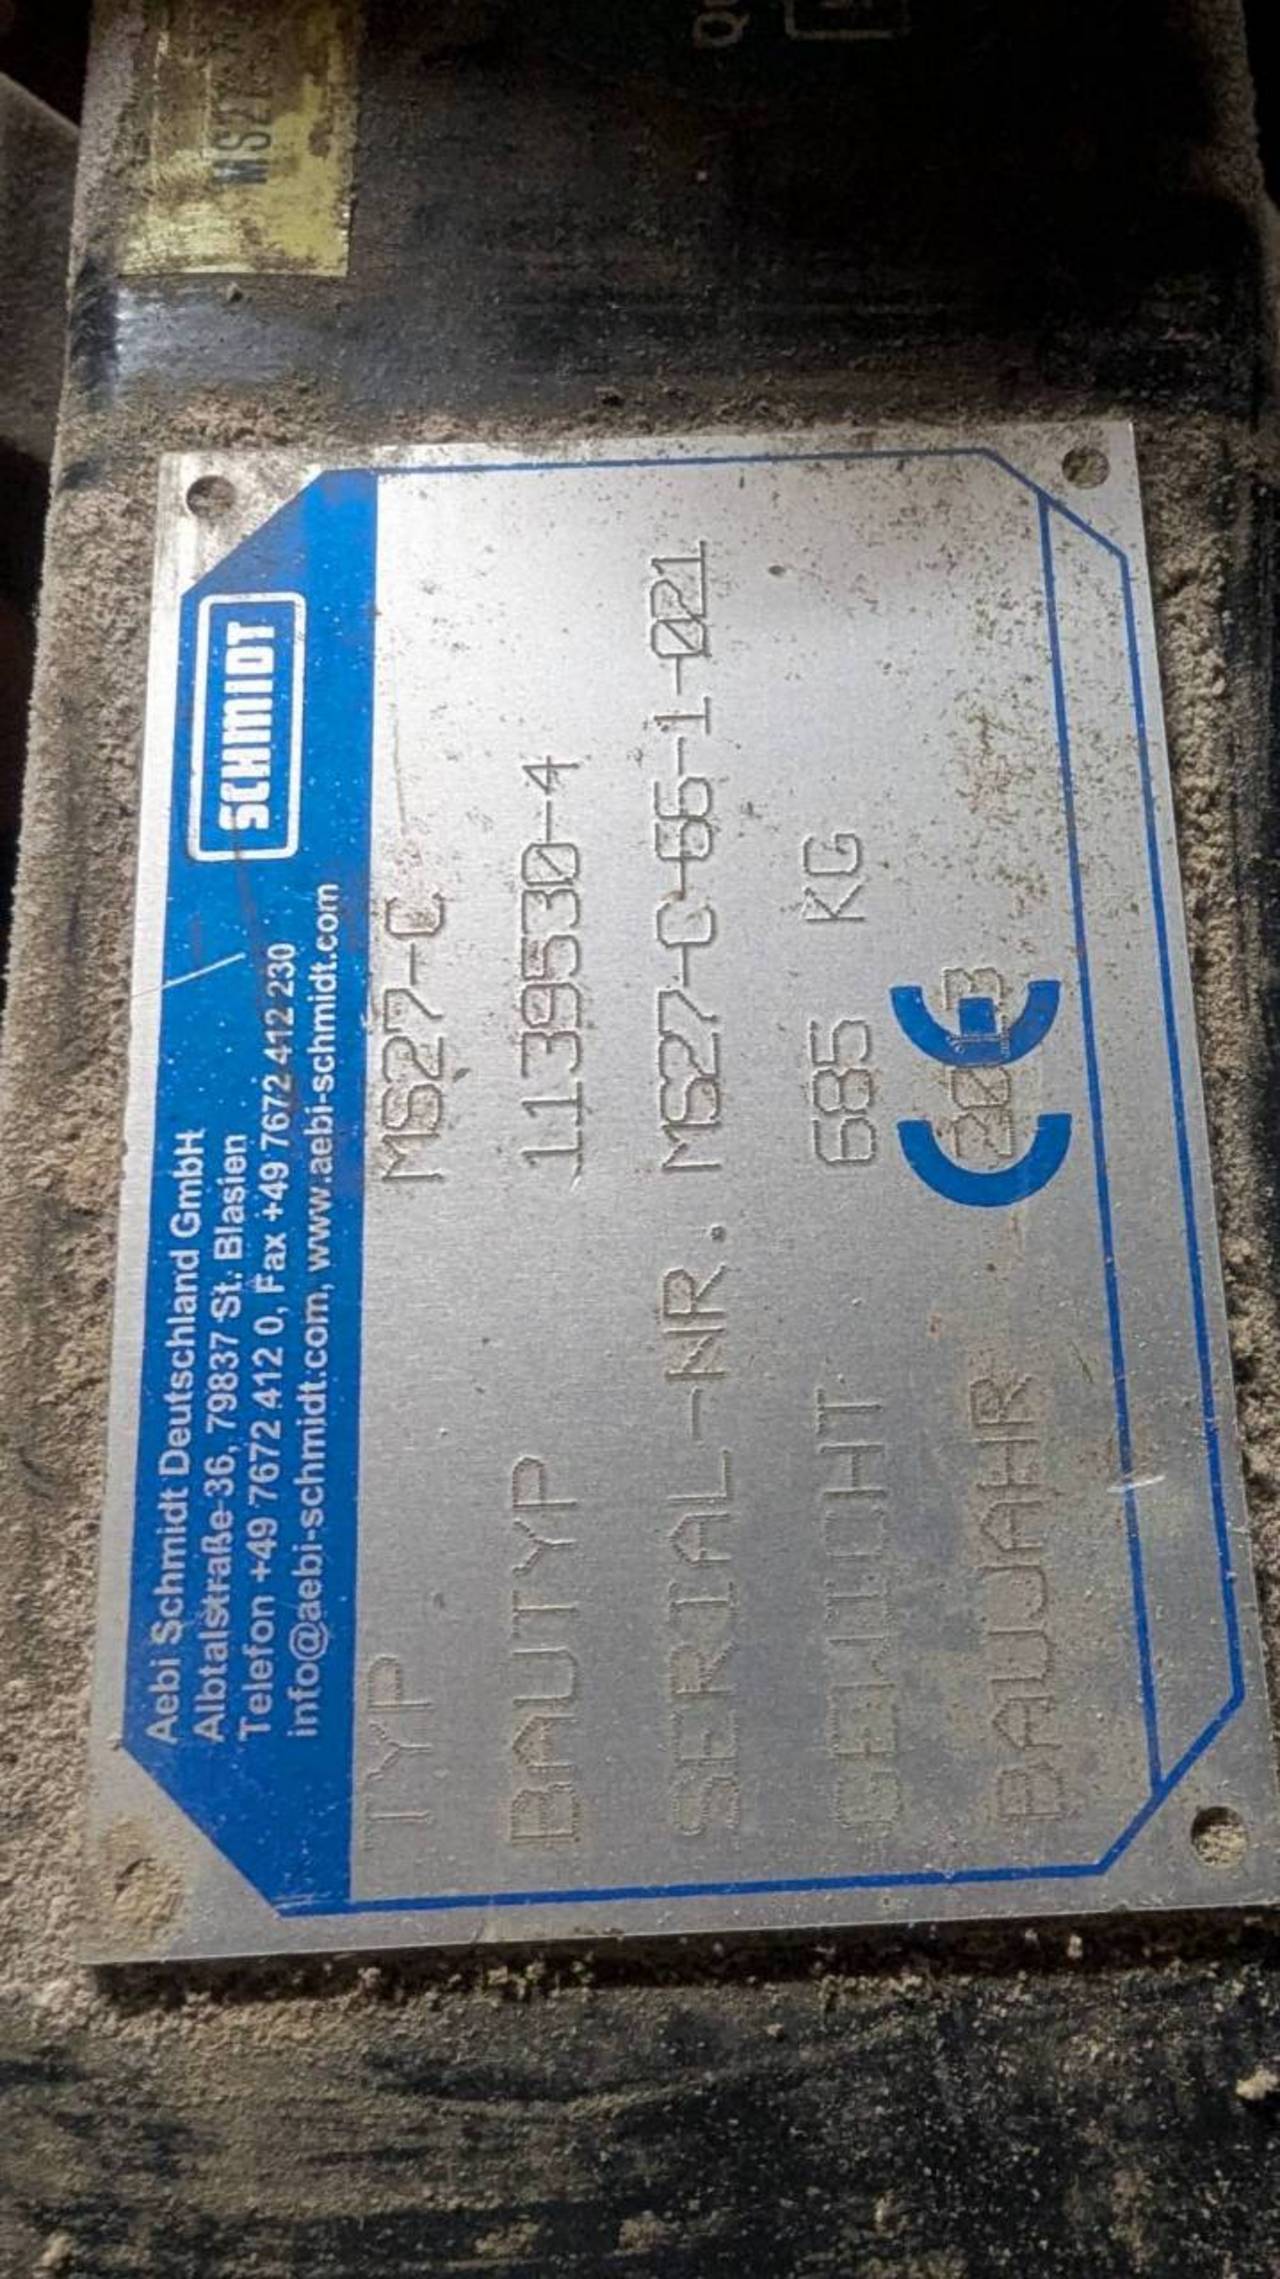 MS27
SCHMIDT
Aebi Schmidt Deutschland GmbH
Albtalstraße 36, 79837 St. Blasien
Telefon +49 7672 412 0, Fax +49 7672 412 230
info@aebi-schmidt.com, www.aebi-schmidt.com
TYP MS27-C
BAUTYP 1139530-4
SERIAL-NR. MS27-C-66-1-021
GEWICHT 685 KG
BAUJAHR 2013
CE